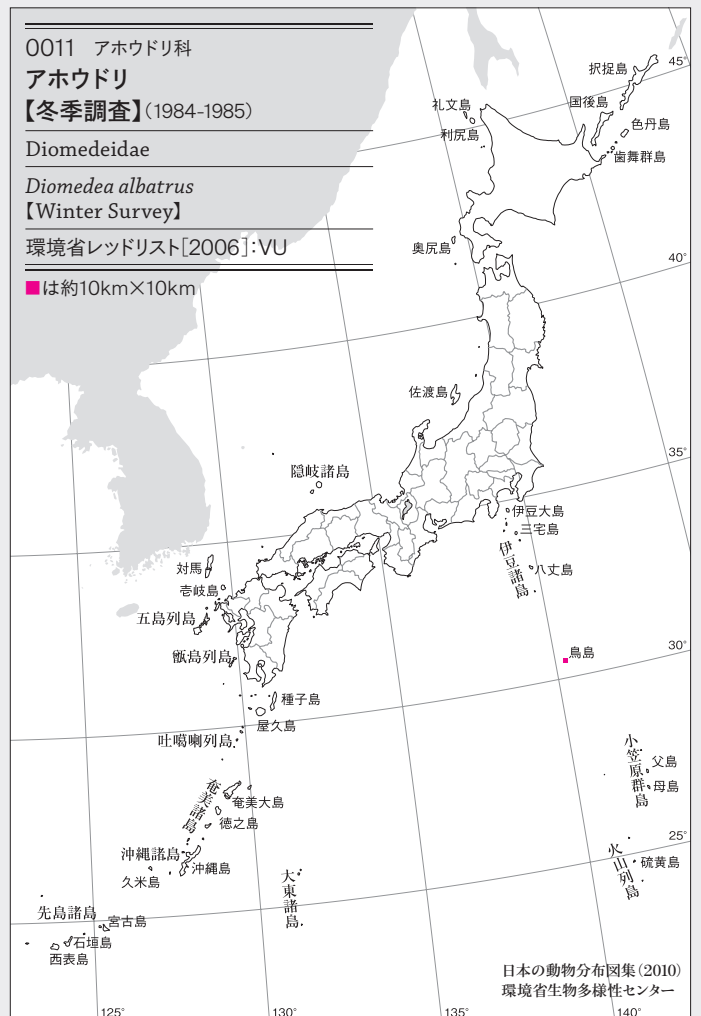 0011 アホウドリ科
アホウドリ
【冬季調査】(1984-1985)
Diomedeidae
Diomedea albatrus
【Winter Survey】
環境省レッドリスト[2006]:VU
■は約10km×10km
択捉島
45°
礼文島
国後島
色丹島
利尻島
歯舞群島
奥尻島
40°
佐渡島
35°
隠岐諸島
伊豆大島
三宅島
伊豆諸島
八丈島
対馬
壱岐島
五島列島
甑島列島
鳥島
30°
種子島
屋久島
吐噶喇列島
小笠原群島
父島
母島
奄美諸島
奄美大島
徳之島
25°
沖縄諸島
沖縄島
久米島
大東諸島
火山列島
硫黄島
先島諸島
宮古島
石垣島
西表島
日本の動物分布図集(2010)
環境省生物多様性センター
125°
130°
135°
140°